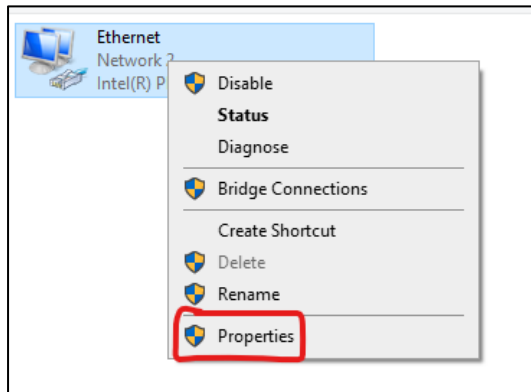 Ethernet
Network 2
Intel(R) P
Disable
Status
Diagnose
Bridge Connections
Create Shortcut
Delete
Rename
Properties